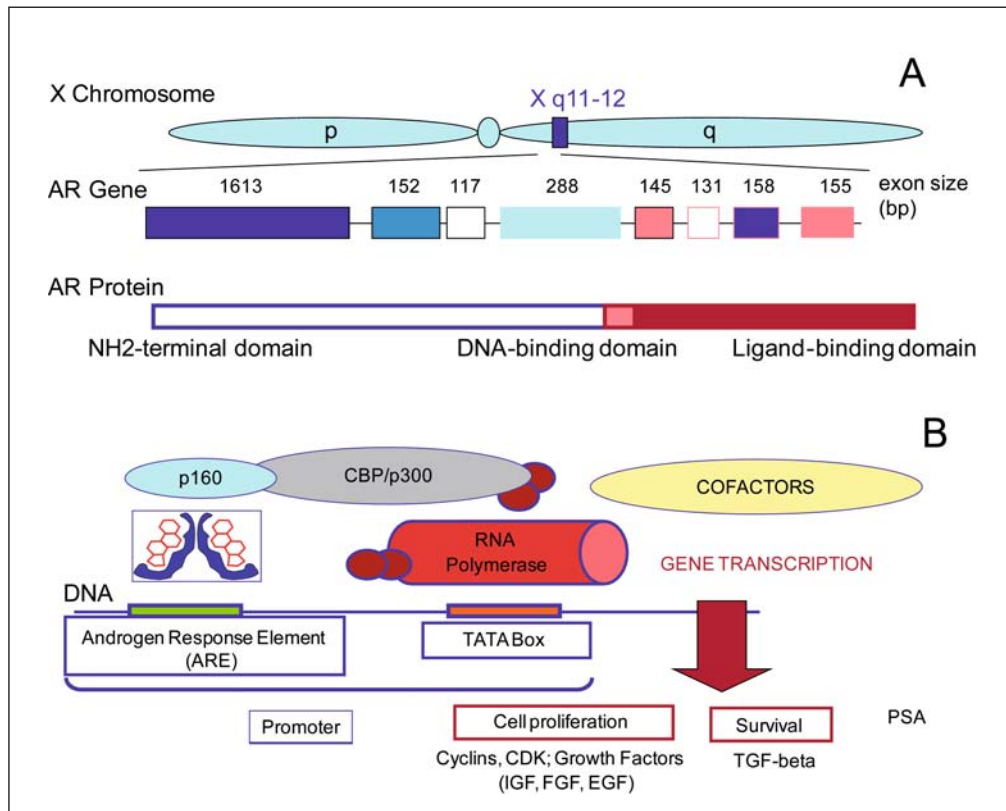 A
X Chromosome
X q11-12
p
q
AR Gene
1613 152 117 288 145 131 158 155
exon size
(bp)
AR Protein
NH2-terminal domain
DNA-binding domain
Ligand-binding domain
B
p160
CBP/p300
COFACTORS
RNA
Polymerase
GENE TRANSCRIPTION
DNA
Androgen Response Element
(ARE)
TATA Box
Promoter
Cell proliferation
Cyclins, CDK; Growth Factors
(IGF, FGF, EGF)
Survival
TGF-beta
PSA